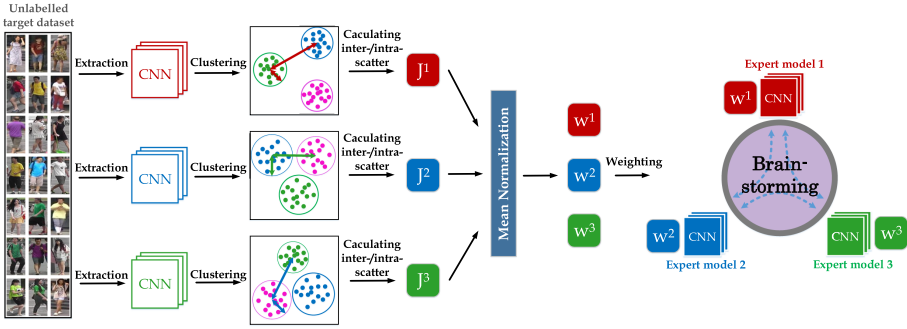 Unlabelled
target dataset
Extraction
CNN
Clustering
Caculating
inter-/intra-
scatter
J¹
Extraction
CNN
Clustering
Caculating
inter-/intra-
scatter
J²
Extraction
CNN
Clustering
Caculating
inter-/intra-
scatter
J³
Mean Normalization
w¹
w²
w³
Weighting
Expert model 1
w¹
CNN
Brain-
storming
w²
CNN
Expert model 2
CNN
w³
Expert model 3